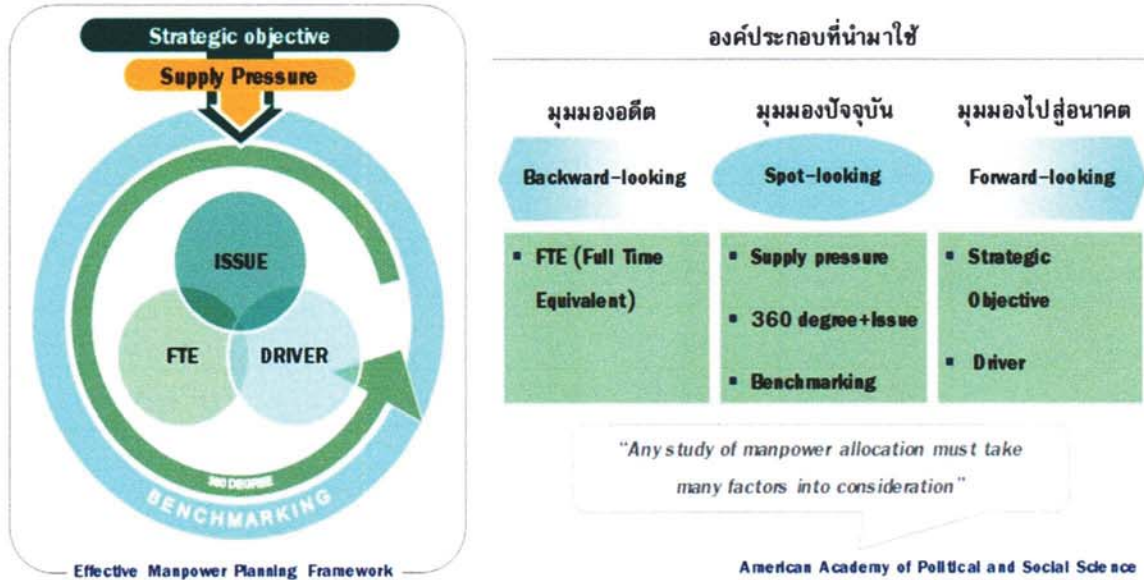 Strategic objective
Supply Pressure
ISSUE
FTE
DRIVER
360 DEGREE
BENCHMARKING
Effective Manpower Planning Framework
องค์ประกอบที่นำมาใช้
มุมมองอดีต
มุมมองปัจจุบัน
มุมมองไปสู่อนาคต
Backward-looking
Spot-looking
Forward-looking
▪ FTE (Full Time
Equivalent)
▪ Supply pressure
▪ 360 degree+Issue
▪ Benchmarking
▪ Strategic
Objective
▪ Driver
"Any study of manpower allocation must take
many factors into consideration"
American Academy of Political and Social Science